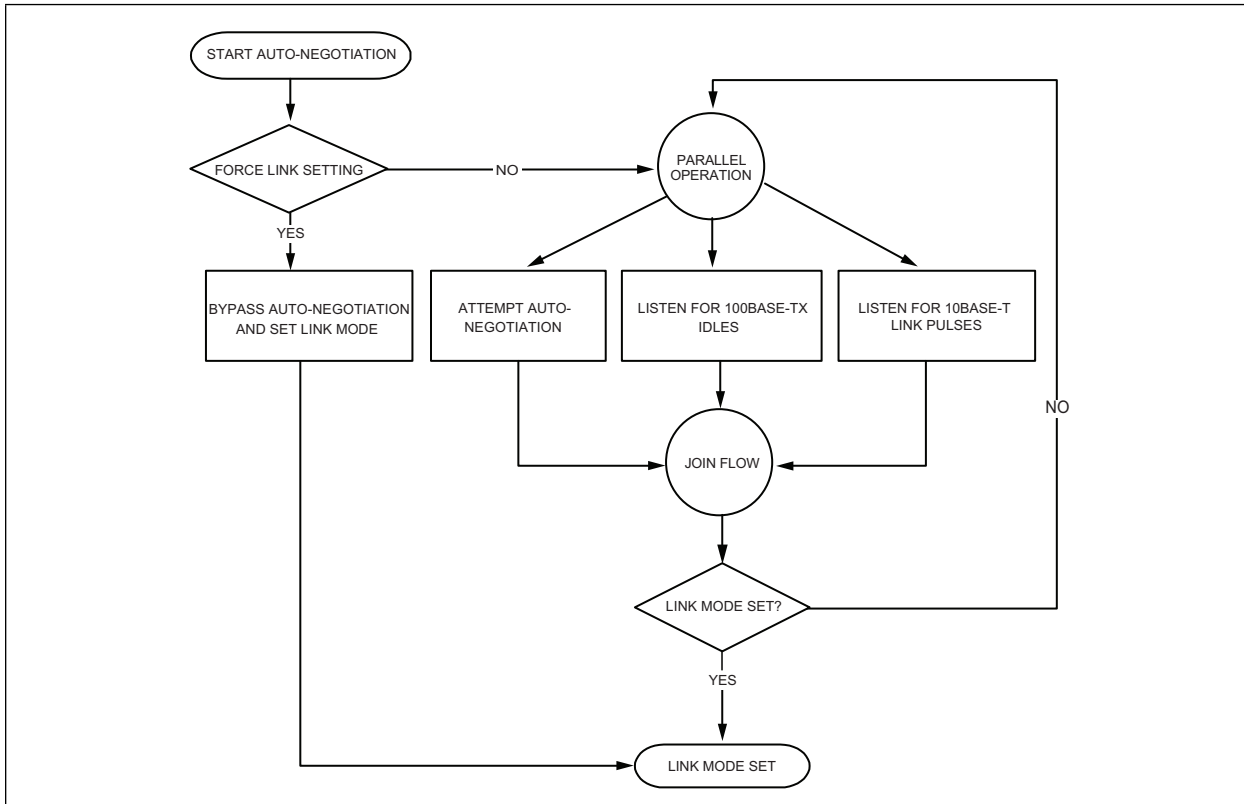 START AUTO-NEGOTIATION
FORCE LINK SETTING
NO
PARALLEL
OPERATION
YES
BYPASS AUTO-NEGOTIATION
AND SET LINK MODE
ATTEMPT AUTO-
NEGOTIATION
LISTEN FOR 100BASE-TX
IDLES
LISTEN FOR 10BASE-T
LINK PULSES
NO
JOIN FLOW
LINK MODE SET?
YES
LINK MODE SET